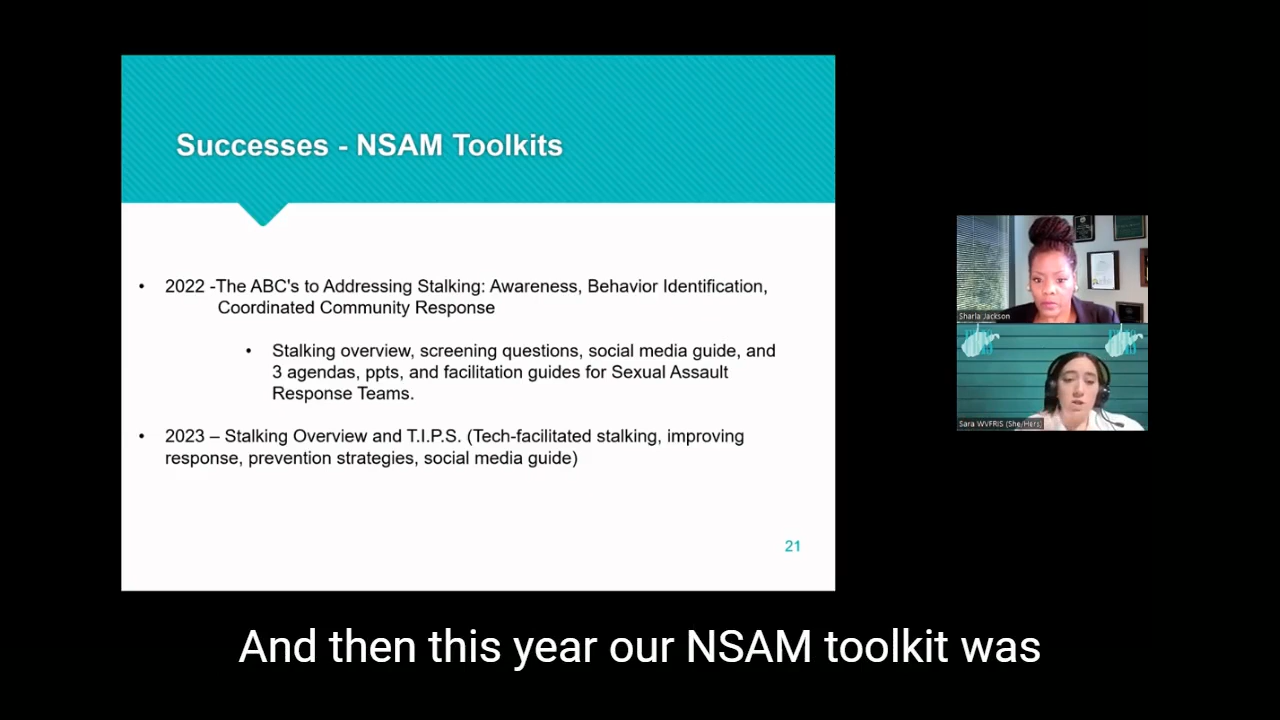 Successes - NSAM Toolkits
• 2022 -The ABC's to Addressing Stalking: Awareness, Behavior Identification,
Coordinated Community Response
• Stalking overview, screening questions, social media guide, and
3 agendas, ppts, and facilitation guides for Sexual Assault
Response Teams.
• 2023 – Stalking Overview and T.I.P.S. (Tech-facilitated stalking, improving
response, prevention strategies, social media guide)
21
Sharla Jackson
Sara WVFRIS (She/Hers)
And then this year our NSAM toolkit was